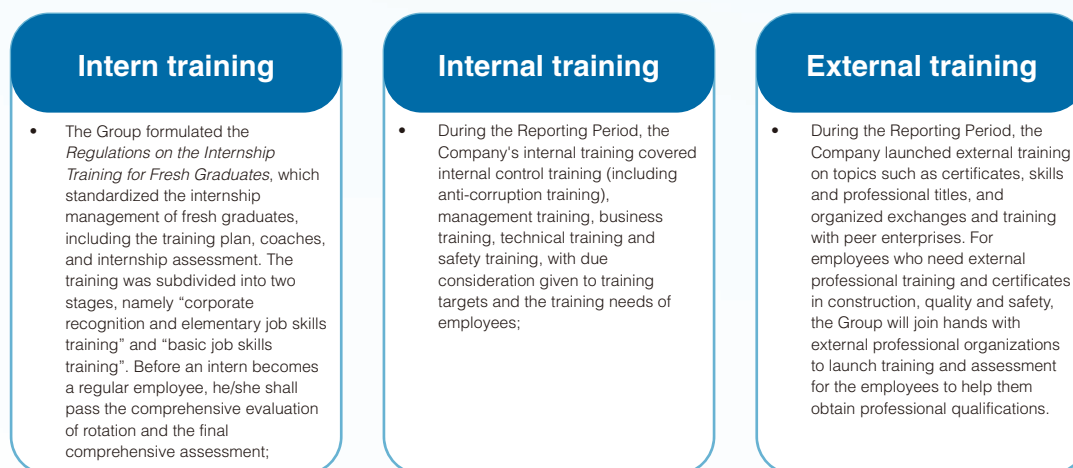 Intern training
• The Group formulated the
Regulations on the Internship
Training for Fresh Graduates, which
standardized the internship
management of fresh graduates,
including the training plan, coaches,
and internship assessment. The
training was subdivided into two
stages, namely “corporate
recognition and elementary job skills
training” and “basic job skills
training”. Before an intern becomes
a regular employee, he/she shall
pass the comprehensive evaluation
of rotation and the final
comprehensive assessment;
Internal training
• During the Reporting Period, the
Company's internal training covered
internal control training (including
anti-corruption training),
management training, business
training, technical training and
safety training, with due
consideration given to training
targets and the training needs of
employees;
External training
• During the Reporting Period, the
Company launched external training
on topics such as certificates, skills
and professional titles, and
organized exchanges and training
with peer enterprises. For
employees who need external
professional training and certificates
in construction, quality and safety,
the Group will join hands with
external professional organizations
to launch training and assessment
for the employees to help them
obtain professional qualifications.